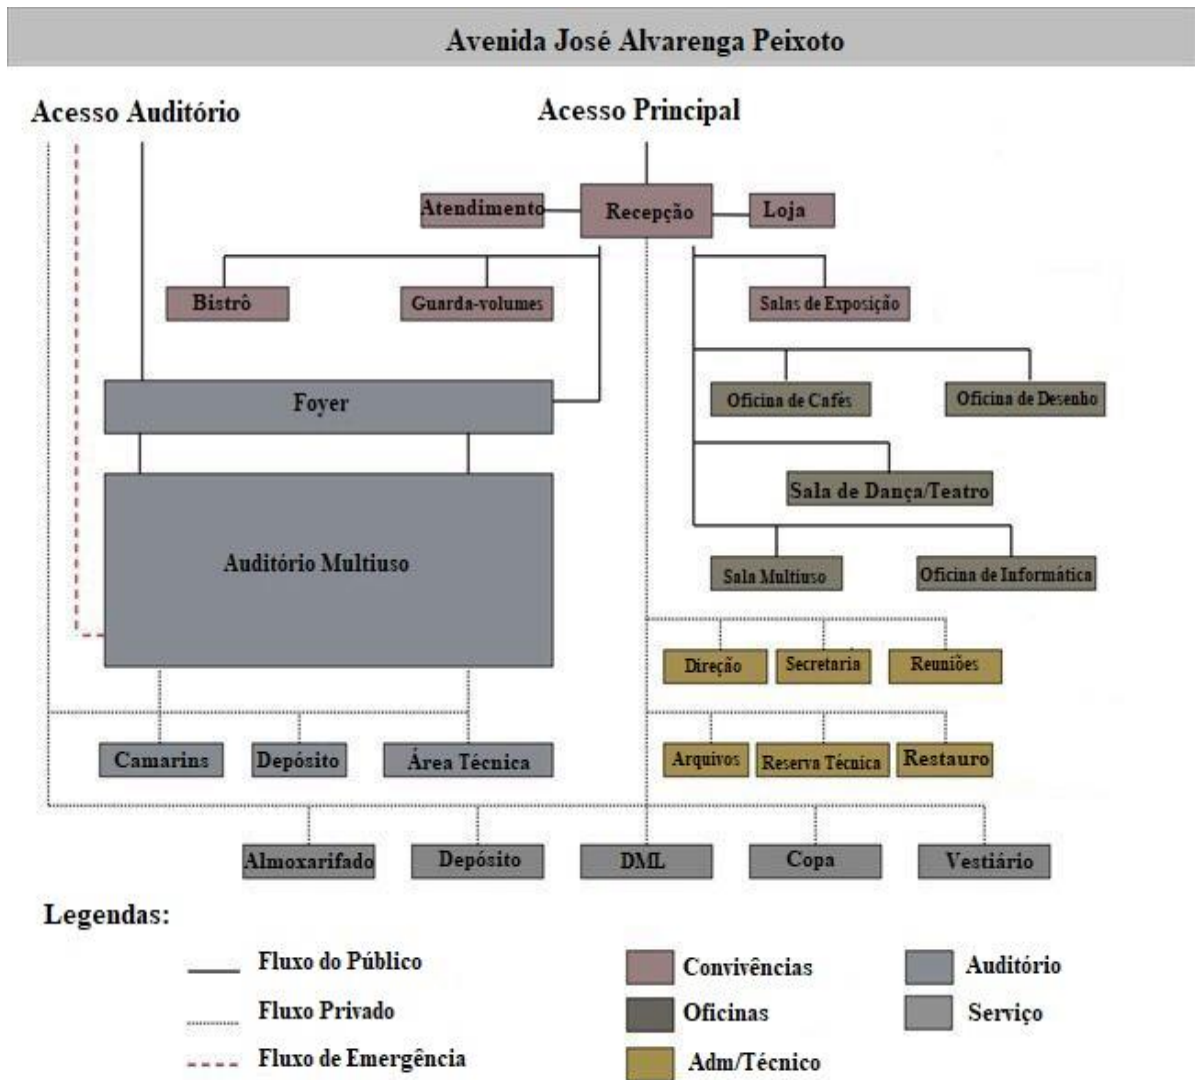 Avenida José Alvarenga Peixoto
Acesso Auditório
Acesso Principal
Atendimento
Recepção
Loja
Bistrô
Guarda-volumes
Salas de Exposição
Foyer
Oficina de Cafés
Oficina de Desenho
Sala de Dança/Teatro
Auditório Multiuso
Sala Multiuso
Oficina de Informática
Direção
Secretaria
Reuniões
Camarins
Depósito
Área Técnica
Arquivos
Reserva Técnica
Restauro
Almoxarifado
Depósito
DML
Copa
Vestiário
Legendas:
Fluxo do Público
Convivências
Auditório
Fluxo Privado
Oficinas
Serviço
Fluxo de Emergência
Adm/Técnico